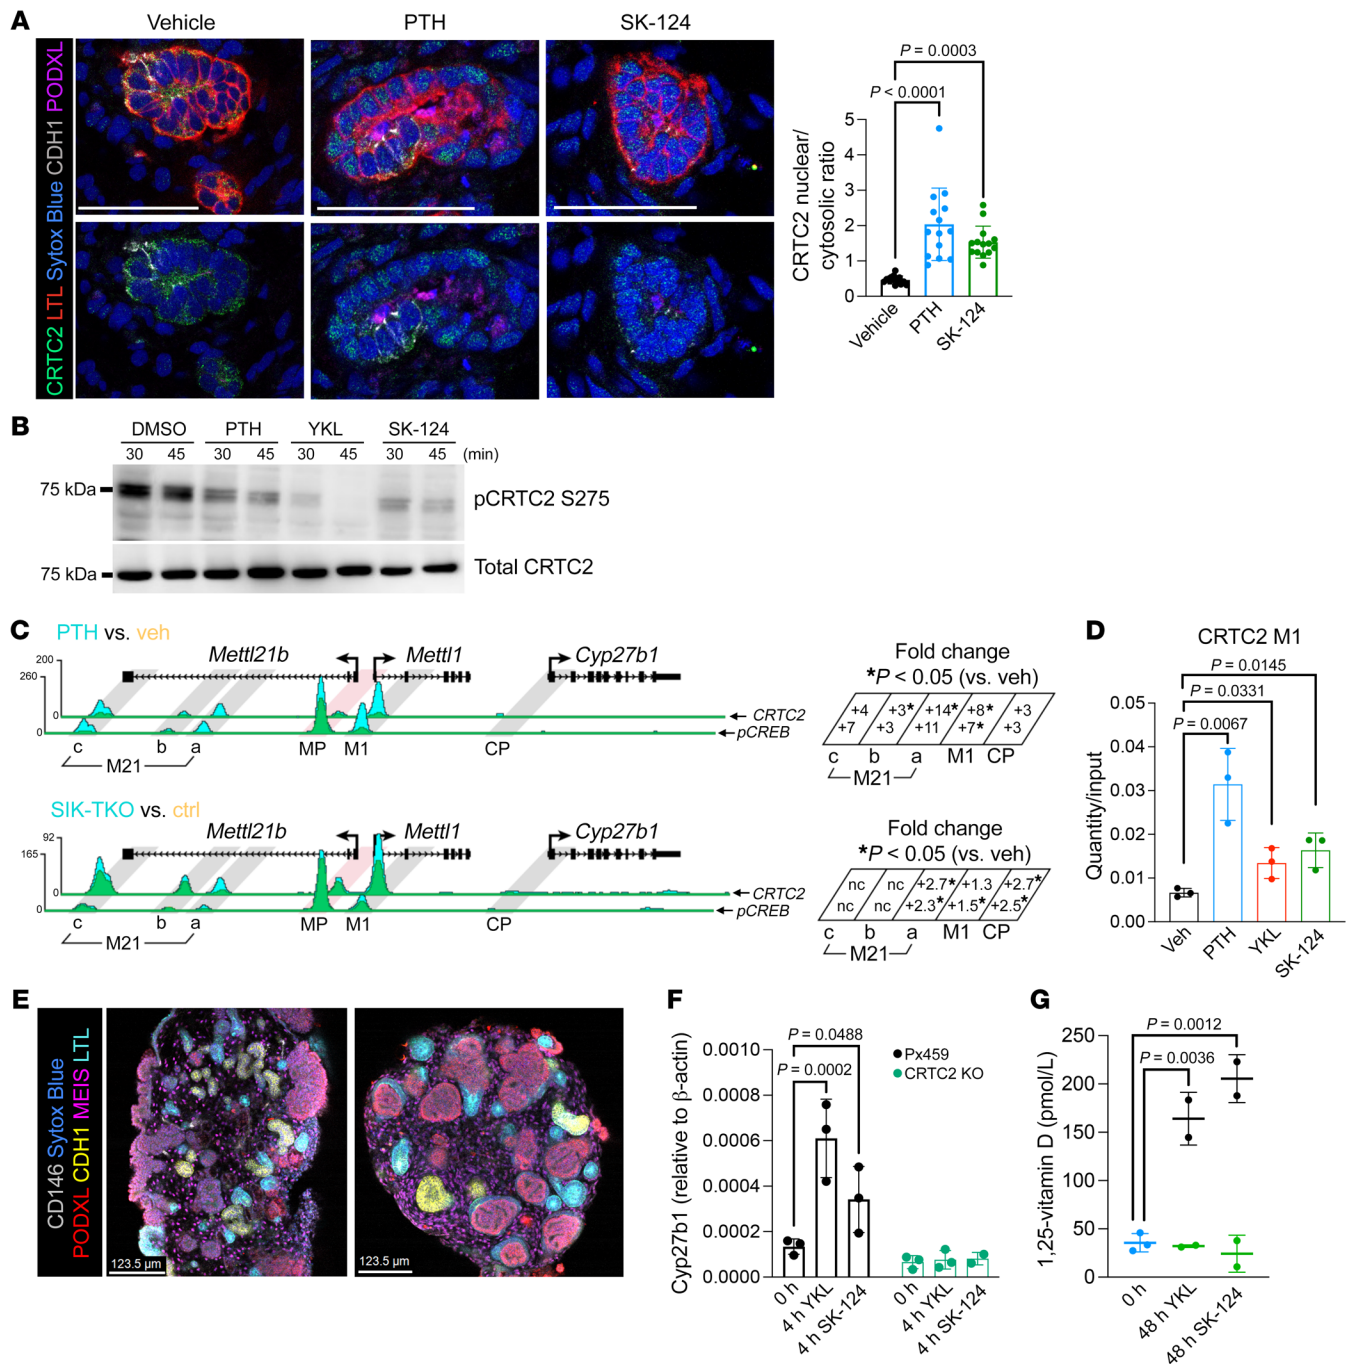 A
Vehicle
PTH
SK-124
CRTC2 LTL Sytox Blue CDH1 PODXL
P = 0.0003
P < 0.0001
CRTC2 nuclear/
cytosolic ratio
5
4
3
2
1
0
Vehicle
PTH
SK-124
B
DMSO
PTH
YKL
SK-124
30
45
30
45
30
45
30
45
(min)
75 kDa
pCRTC2 S275
75 kDa
Total CRTC2
C
PTH vs. veh
200
260
0
0
Mettl21b
Mettl1
Cyp27b1
CRTC2
pCREB
c
b
a
M21
MP
M1
CP
Fold change
*P < 0.05 (vs. veh)
+4
+3*
+14*
+8*
+3
+7
+3
+11
+7*
+3
c
b
a
M1
CP
M21
SIK-TKO vs. ctrl
92
165
0
0
Mettl21b
Mettl1
Cyp27b1
CRTC2
pCREB
c
b
a
M21
MP
M1
CP
Fold change
*P < 0.05 (vs. veh)
nc
nc
+2.7*
+1.3
+2.7*
nc
nc
+2.3*
+1.5*
+2.5*
c
b
a
M1
CP
M21
D
CRTC2 M1
P = 0.0145
P = 0.0331
P = 0.0067
Quantity/input
0.05
0.04
0.03
0.02
0.01
0.00
Veh
PTH
YKL
SK-124
E
CD146 Sytox Blue
PODXL CDH1 MEIS LTL
123.5 µm
123.5 µm
F
P = 0.0488
P = 0.0002
Px459
CRTC2 KO
Cyp27b1 (relative to β-actin)
0.0010
0.0008
0.0006
0.0004
0.0002
0.0000
0 h
4 h YKL
4 h SK-124
0 h
4 h YKL
4 h SK-124
G
P = 0.0012
P = 0.0036
1,25-vitamin D (pmol/L)
250
200
150
100
50
0
0 h
48 h YKL
48 h SK-124